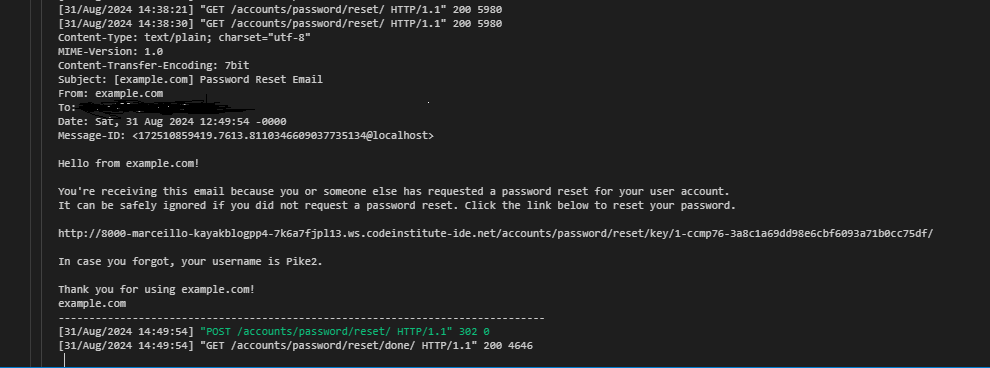 [31/Aug/2024 14:38:21] "GET /accounts/password/reset/ HTTP/1.1" 200 5980
[31/Aug/2024 14:38:30] "GET /accounts/password/reset/ HTTP/1.1" 200 5980
Content-Type: text/plain; charset="utf-8"
MIME-Version: 1.0
Content-Transfer-Encoding: 7bit
Subject: [example.com] Password Reset Email
From: example.com
To:
Date: Sat, 31 Aug 2024 12:49:54 -0000
Message-ID: <172510859419.7613.8110346609037735134@localhost>

Hello from example.com!

You're receiving this email because you or someone else has requested a password reset for your user account.
It can be safely ignored if you did not request a password reset. Click the link below to reset your password.

http://8000-marceillo-kayakblogpp4-7k6a7fjpl13.ws.codeinstitute-ide.net/accounts/password/reset/key/1-ccmp76-3a8c1a69dd98e6cbf6093a71b0cc75df/

In case you forgot, your username is Pike2.

Thank you for using example.com!
example.com
-------------------------------------------------------------------------------
[31/Aug/2024 14:49:54] "POST /accounts/password/reset/ HTTP/1.1" 302 0
[31/Aug/2024 14:49:54] "GET /accounts/password/reset/done/ HTTP/1.1" 200 4646